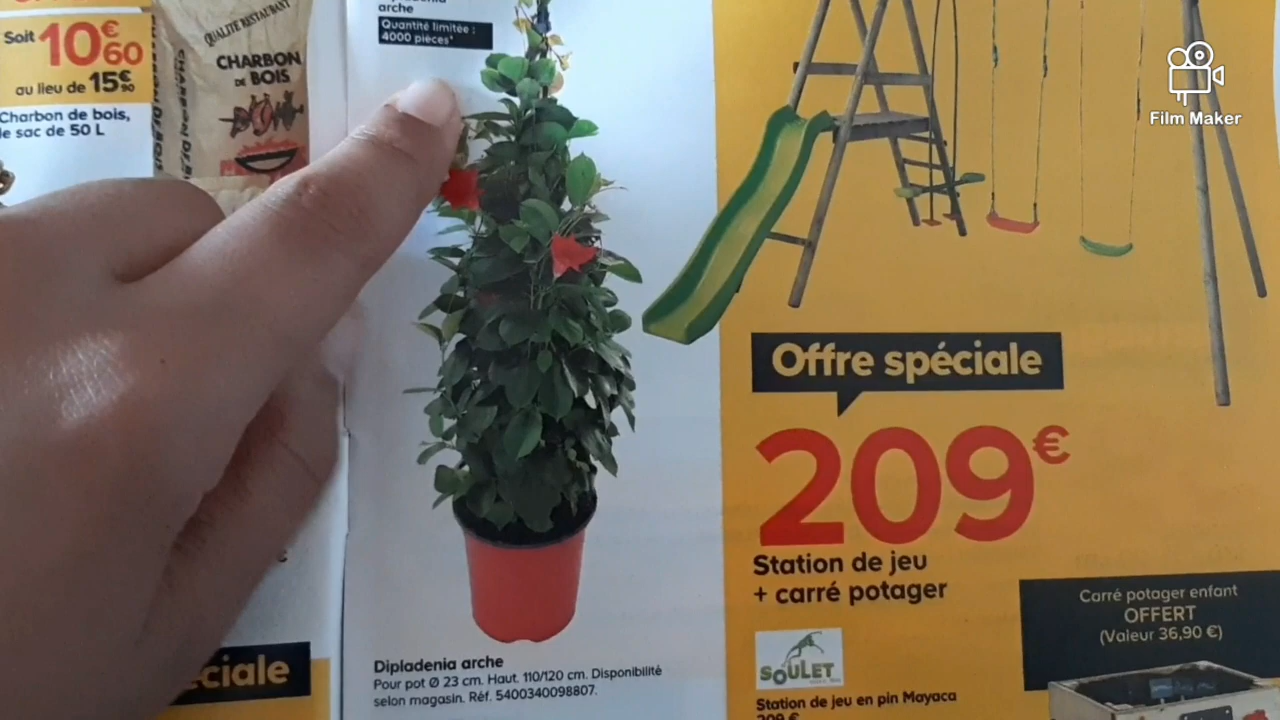 Soit 10€60
au lieu de 15€90
Charbon de bois,
le sac de 50 L
QUALITÉ RESTAURANT
CHARBON
DE BOIS
arche
Quantité limitée :
4000 pièces*
Dipladenia arche
Pour pot Ø 23 cm. Haut. 110/120 cm. Disponibilité
selon magasin. Réf. 5400340098807.
ciale
Film Maker
Offre spéciale
209€
Station de jeu
+ carré potager
SOULET
Station de jeu en pin Mayaca
209 €
Carré potager enfant
OFFERT
(Valeur 36,90 €)